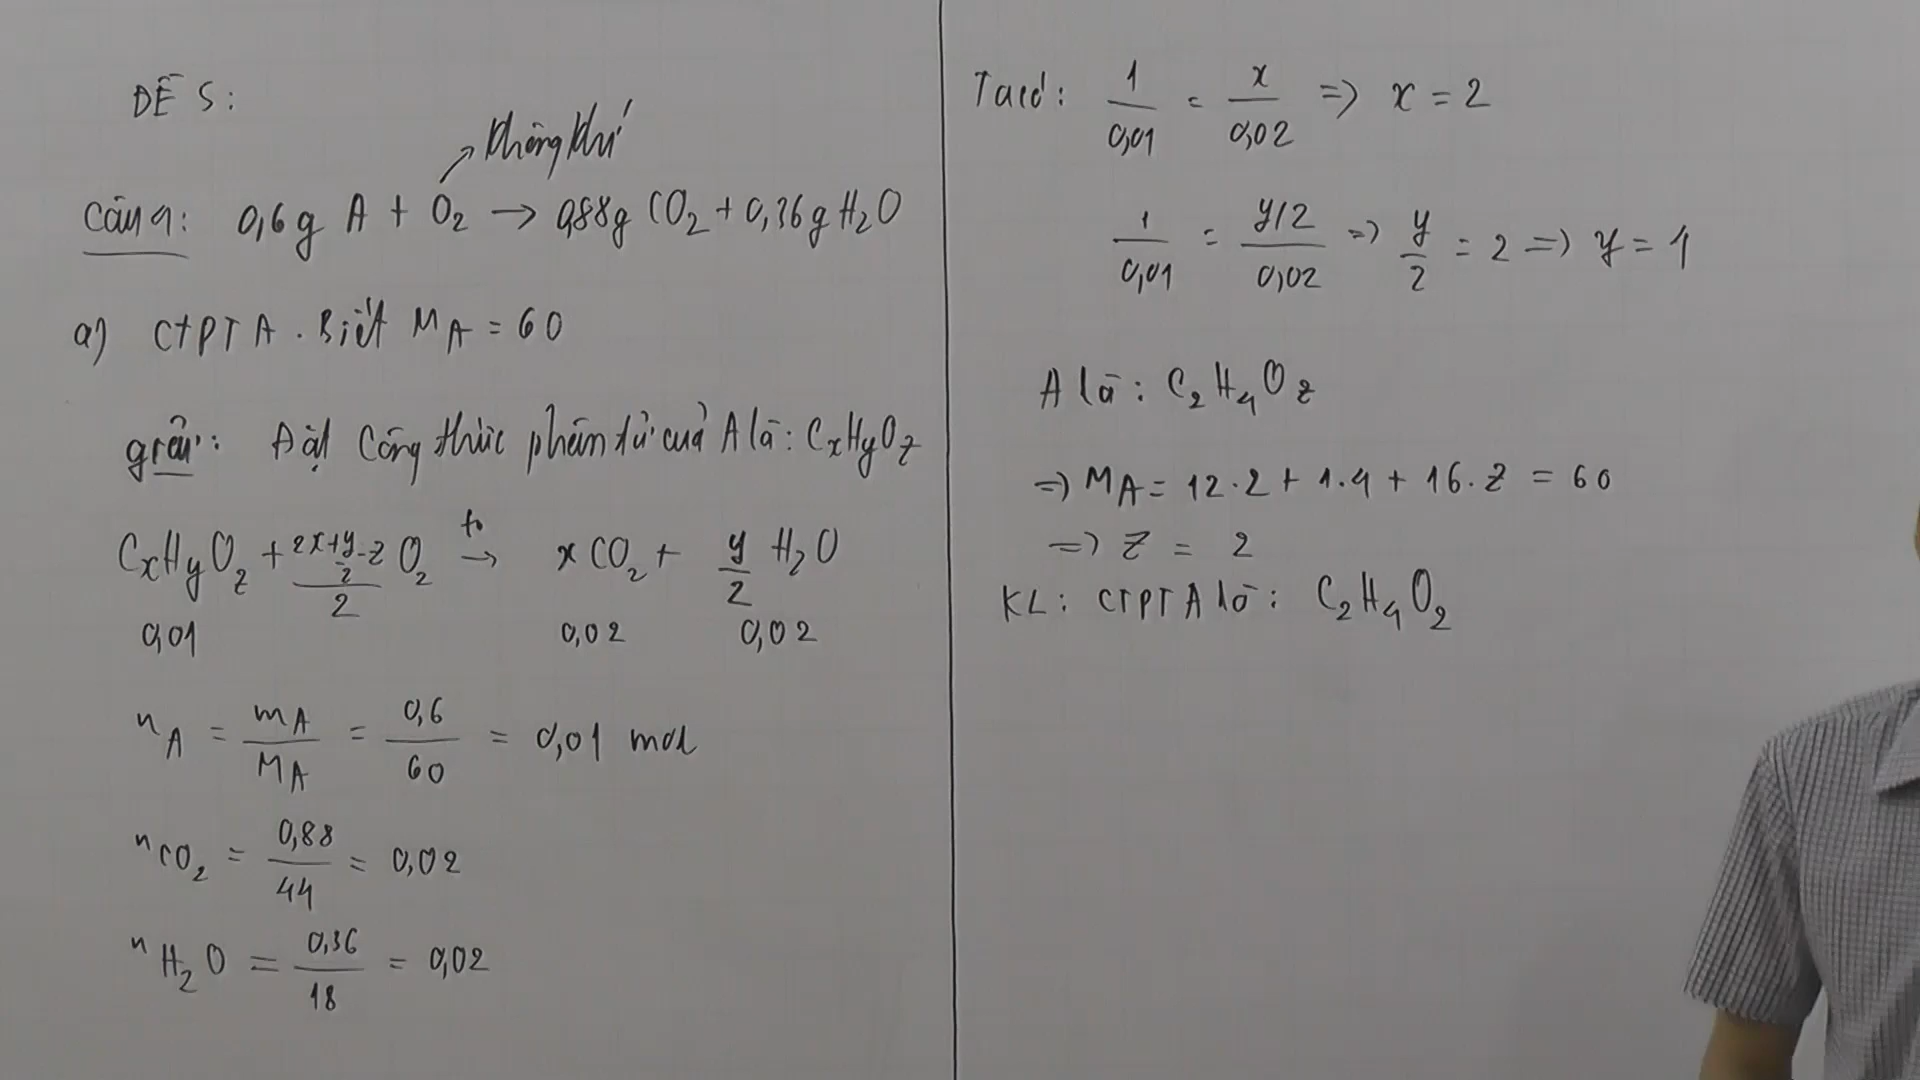 ĐỀ 5:
không khí
Câu 4: 0,6g A + O2 → 0,88g CO2 + 0,36g H2O
a) CTPT A. Biết MA = 60
giải: Đặt Công thức phân tử của A là: CxHyOz
CxHyOz + (2x+y/2-z)/2 O2 t° → x CO2 + y/2 H2O
0,01 0,02 0,02
nA = mA/MA = 0,6/60 = 0,01 mol
nCO2 = 0,88/44 = 0,02
nH2O = 0,36/18 = 0,02
Ta có: 1/0,01 = x/0,02 => x = 2
1/0,01 = y/2/0,02 => y/2 = 2 => y = 4
A là: C2H4Oz
=> MA = 12.2 + 1.4 + 16.z = 60
=> z = 2
KL: CTPT A là: C2H4O2